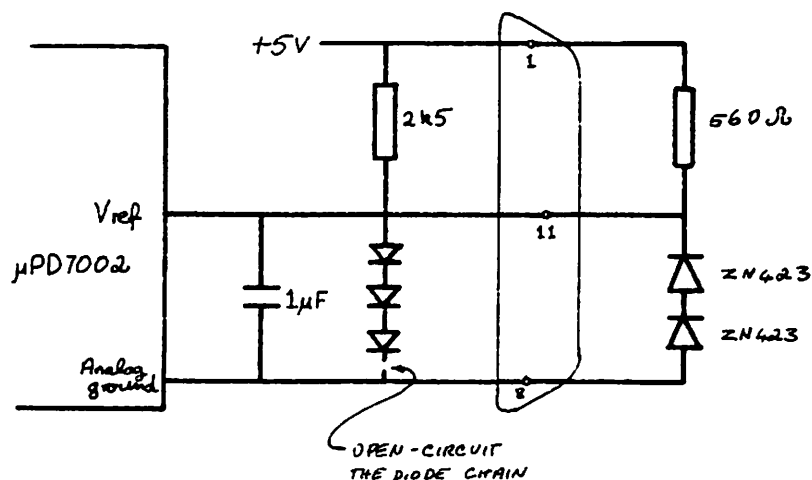 +5V
1
2k5
560Ω
Vref
11
μPD7002
1μF
ZN423
ZN423
Analog
ground
8
OPEN-CIRCUIT
THE DIODE CHAIN